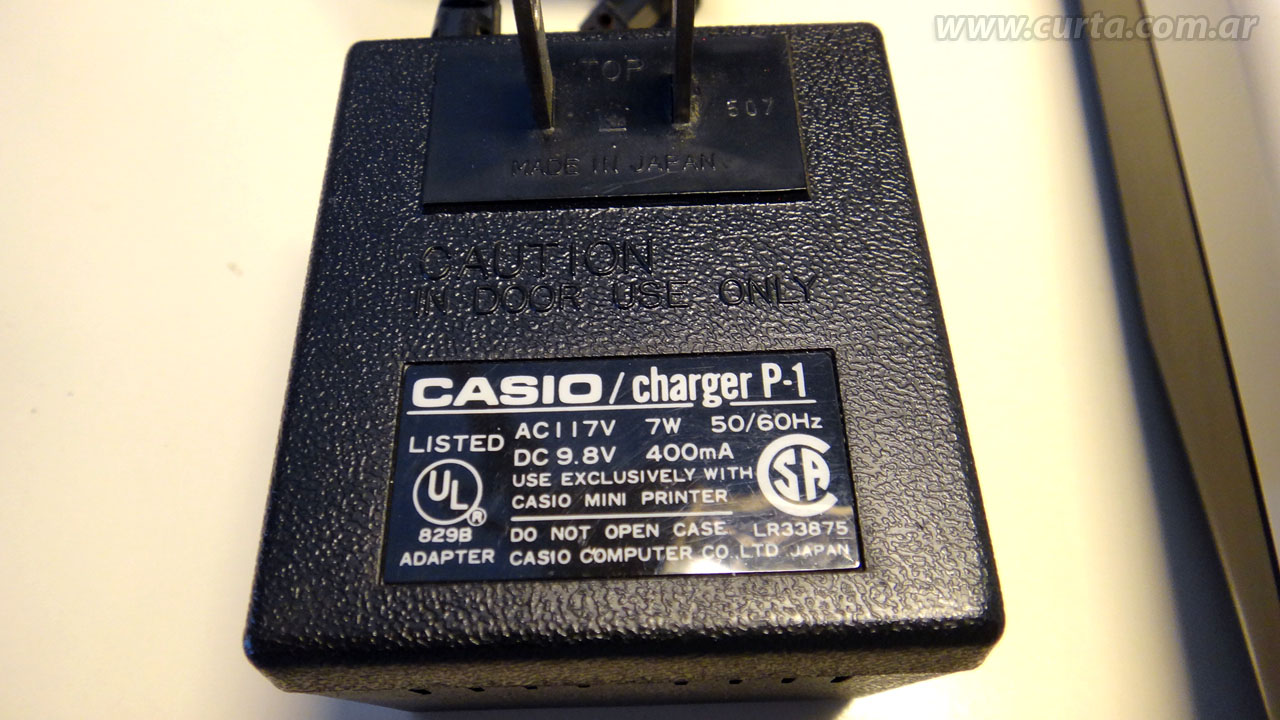 www.curta.com.ar
TOP
507
MADE IN JAPAN
CAUTION
IN DOOR USE ONLY
CASIO / charger P-1
AC 117V 7W 50/60Hz
DC 9.8V 400mA
USE EXCLUSIVELY WITH
CASIO MINI PRINTER
LISTED
UL ®
829B
ADAPTER
SA
DO NOT OPEN CASE LR33875
CASIO COMPUTER CO.,LTD JAPAN